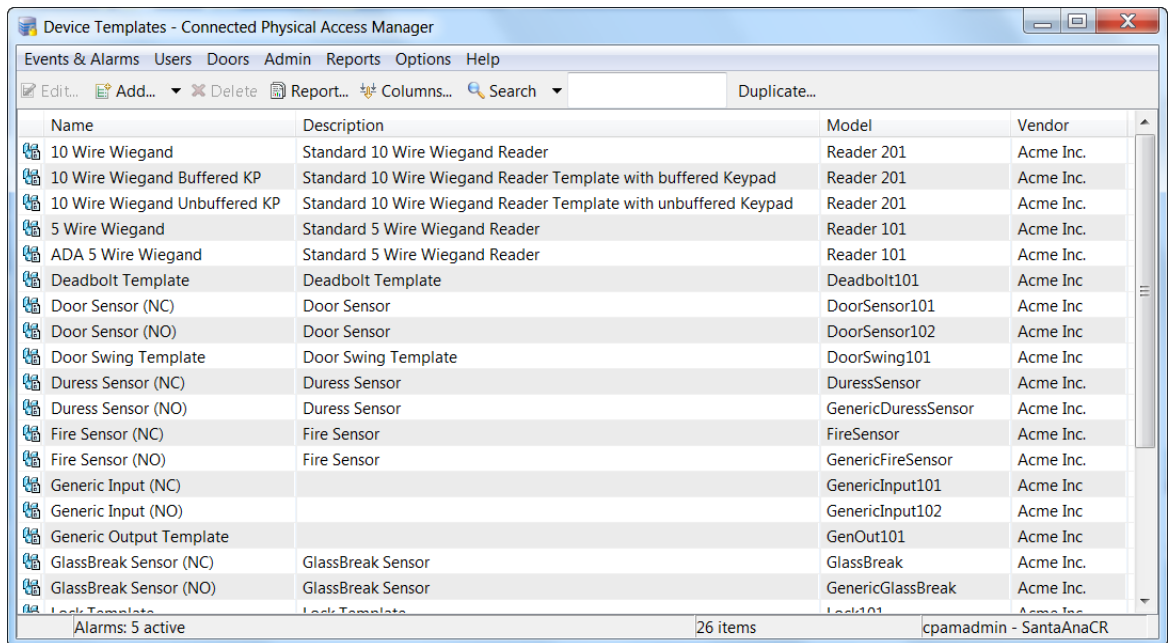 Device Templates - Connected Physical Access Manager
Events & Alarms Users Doors Admin Reports Options Help
Edit... Add... Delete Report... Columns... Search Duplicate...
Name Description Model Vendor
10 Wire Wiegand Standard 10 Wire Wiegand Reader Reader 201 Acme Inc.
10 Wire Wiegand Buffered KP Standard 10 Wire Wiegand Reader Template with buffered Keypad Reader 201 Acme Inc.
10 Wire Wiegand Unbuffered KP Standard 10 Wire Wiegand Reader Template with unbuffered Keypad Reader 201 Acme Inc.
5 Wire Wiegand Standard 5 Wire Wiegand Reader Reader 101 Acme Inc.
ADA 5 Wire Wiegand Standard 5 Wire Wiegand Reader Reader 101 Acme Inc.
Deadbolt Template Deadbolt Template Deadbolt101 Acme Inc
Door Sensor (NC) Door Sensor DoorSensor101 Acme Inc
Door Sensor (NO) Door Sensor DoorSensor102 Acme Inc
Door Swing Template Door Swing Template DoorSwing101 Acme Inc
Duress Sensor (NC) Duress Sensor DuressSensor Acme Inc.
Duress Sensor (NO) Duress Sensor GenericDuressSensor Acme Inc.
Fire Sensor (NC) Fire Sensor FireSensor Acme Inc.
Fire Sensor (NO) Fire Sensor GenericFireSensor Acme Inc.
Generic Input (NC) GenericInput101 Acme Inc
Generic Input (NO) GenericInput102 Acme Inc
Generic Output Template GenOut101 Acme Inc
GlassBreak Sensor (NC) GlassBreak Sensor GlassBreak Acme Inc.
GlassBreak Sensor (NO) GlassBreak Sensor GenericGlassBreak Acme Inc.
Lock Template Lock Template Lock101 Acme Inc
Alarms: 5 active 26 items cpamadmin - SantaAnaCR